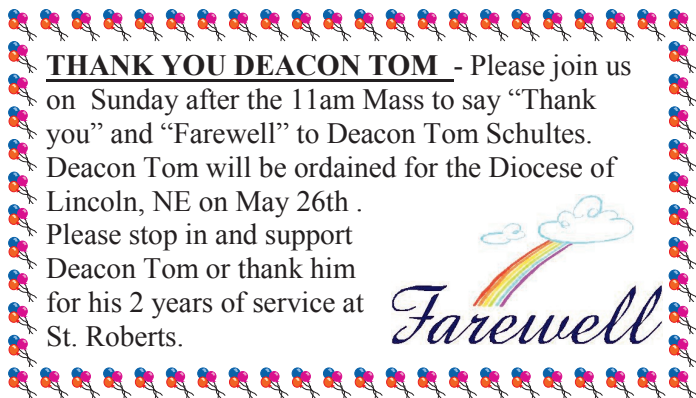 THANK YOU DEACON TOM - Please join us
on Sunday after the 11am Mass to say “Thank
you” and “Farewell” to Deacon Tom Schultes.
Deacon Tom will be ordained for the Diocese of
Lincoln, NE on May 26th .
Please stop in and support
Deacon Tom or thank him
for his 2 years of service at
St. Roberts.
Farewell